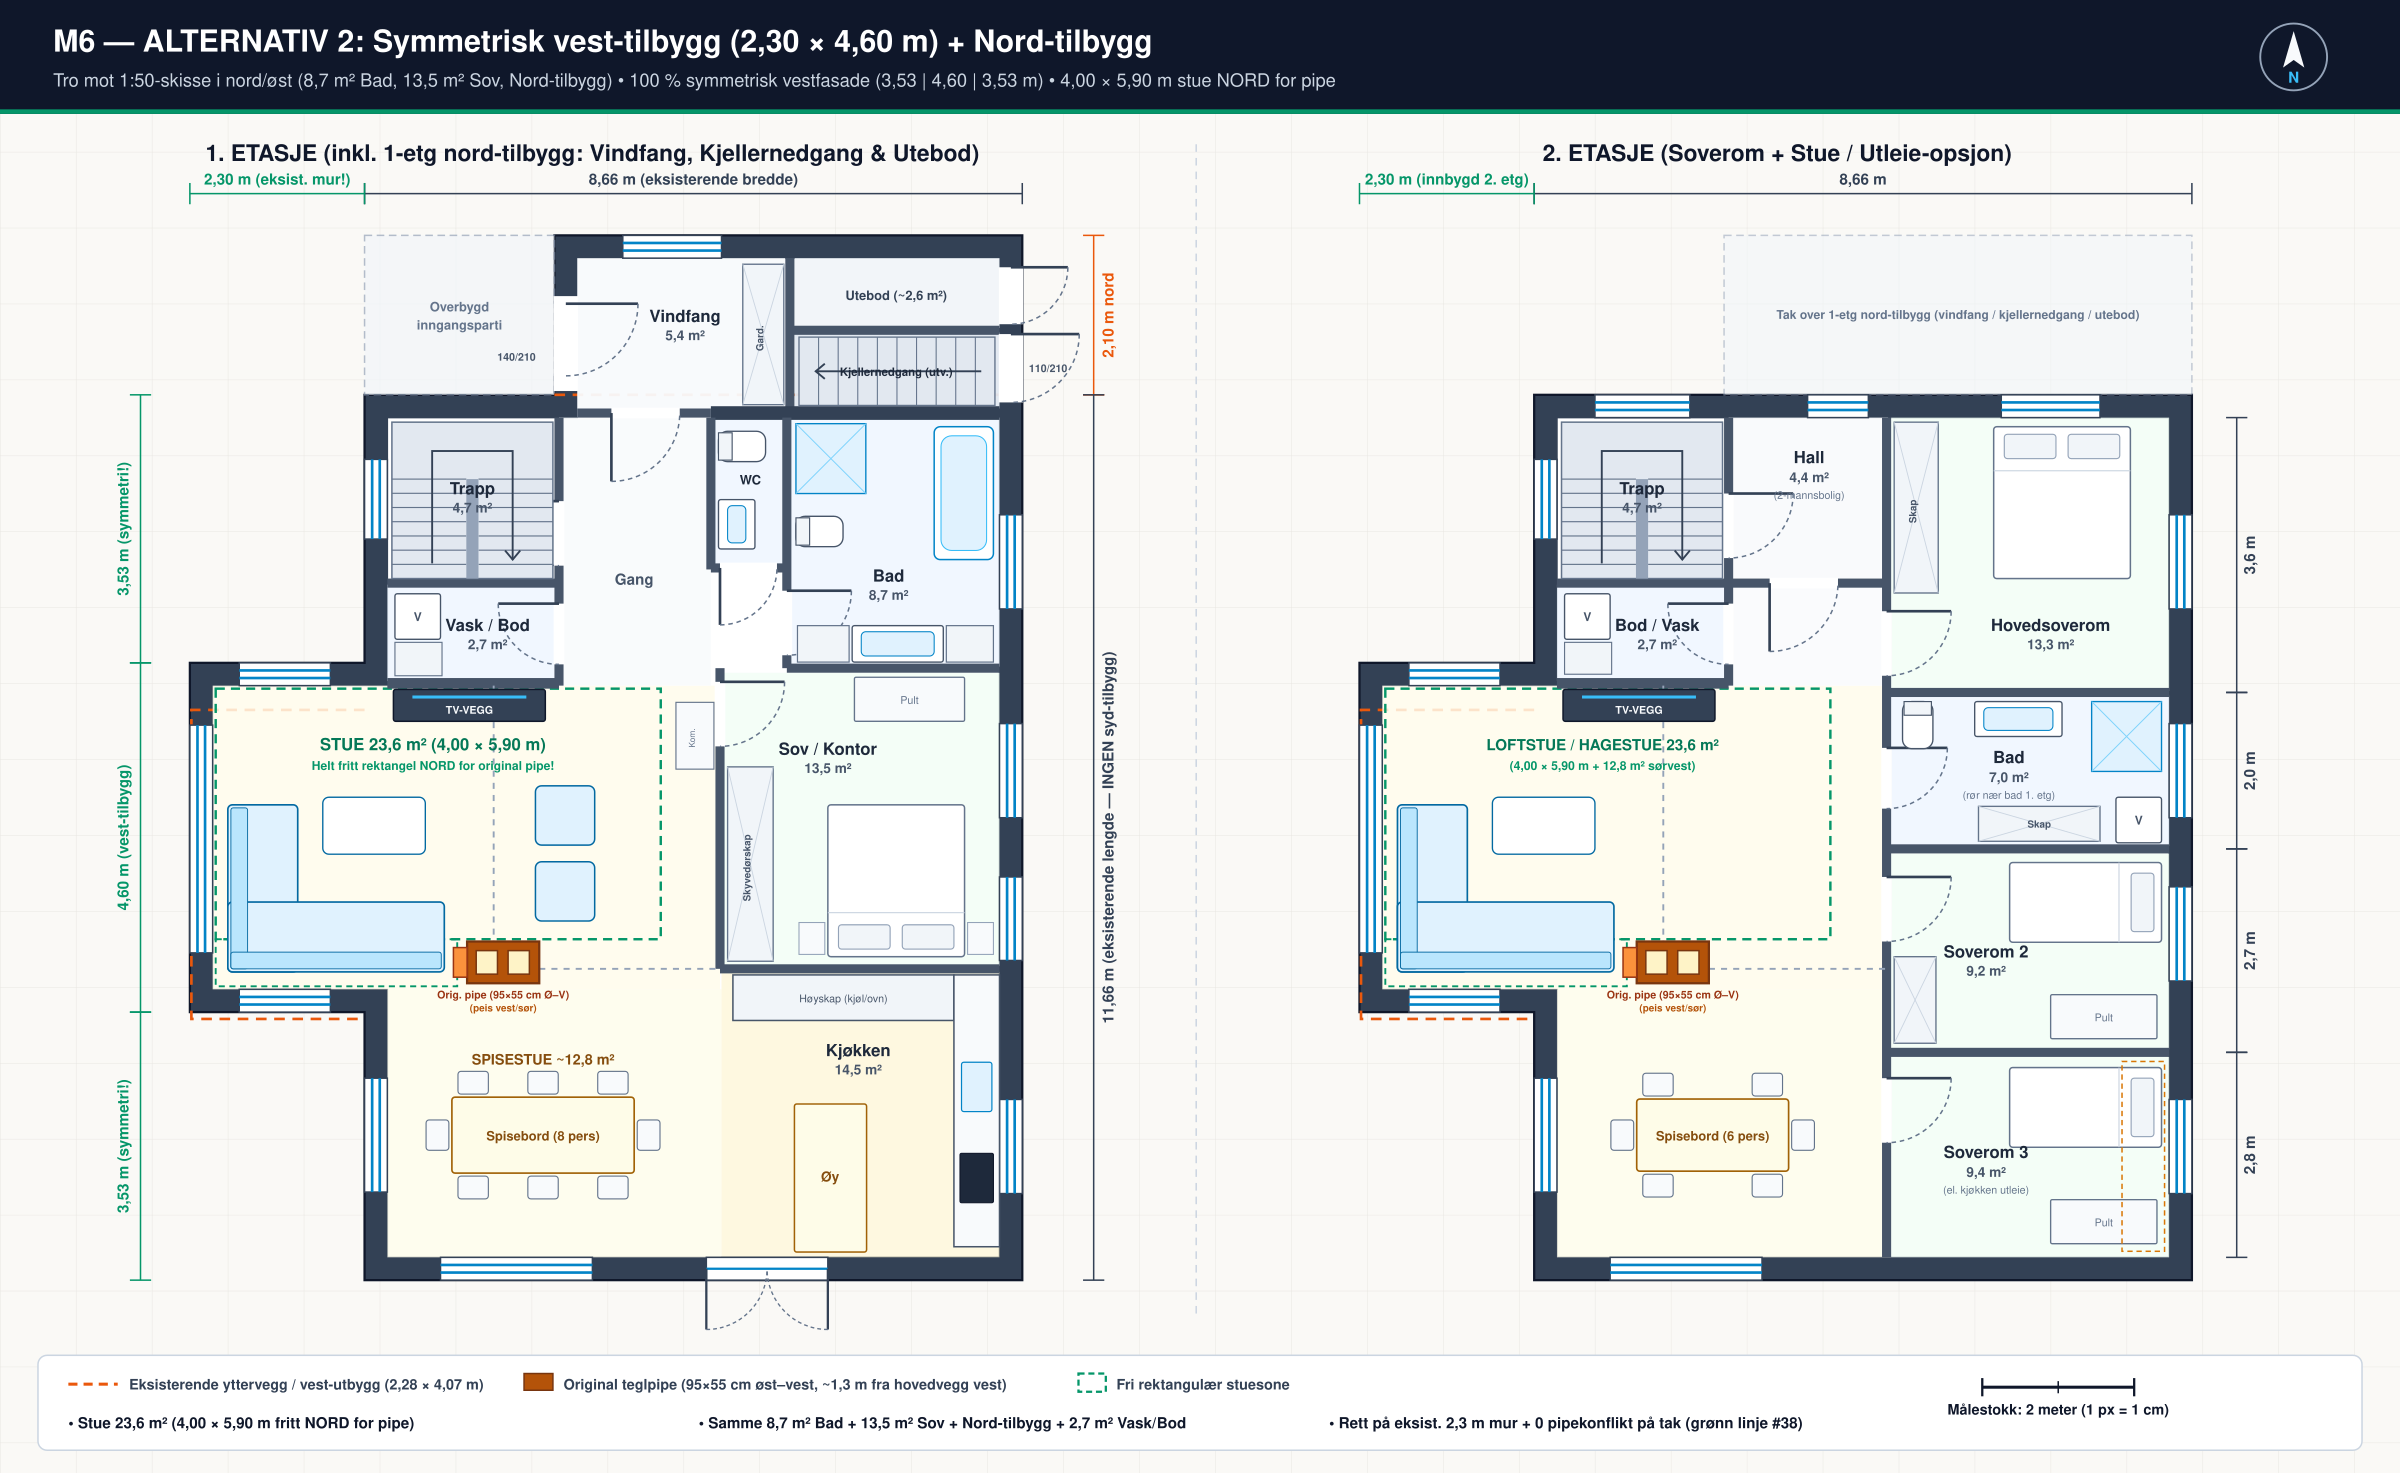 M6 — ALTERNATIV 2: Symmetrisk vest-tilbygg (2,30 × 4,60 m) + Nord-tilbygg
Tro mot 1:50-skisse i nord/øst (8,7 m² Bad, 13,5 m² Sov, Nord-tilbygg) • 100 % symmetrisk vestfasade (3,53 | 4,60 | 3,53 m) • 4,00 × 5,90 m stue NORD for pipe
N
1. ETASJE (inkl. 1-etg nord-tilbygg: Vindfang, Kjellernedgang & Utebod)
2,30 m (eksist. mur!)
8,66 m (eksisterende bredde)
Overbygd
inngangsparti
140/210
Vindfang
5,4 m²
Gard.
Utebod (~2,6 m²)
Kjellernedgang (utv.)
110/210
2,10 m nord
3,53 m (symmetri!)
4,60 m (vest-tilbygg)
3,53 m (symmetri!)
11,66 m (eksisterende lengde — INGEN syd-tilbygg)
Trapp
4,7 m²
Gang
WC
Bad
8,7 m²
V
Vask / Bod
2,7 m²
TV-VEGG
STUE 23,6 m² (4,00 × 5,90 m)
Helt fritt rektangel NORD for original pipe!
Kom.
Pult
Sov / Kontor
13,5 m²
Skyvedørskap
Orig. pipe (95×55 cm Ø–V)
(peis vest/sør)
Høyskap (kjøl/ovn)
Kjøkken
14,5 m²
SPISESTUE ~12,8 m²
Spisebord (8 pers)
Øy
2. ETASJE (Soverom + Stue / Utleie-opsjon)
2,30 m (innbygd 2. etg)
8,66 m
Tak over 1-etg nord-tilbygg (vindfang / kjellernedgang / utebod)
Trapp
4,7 m²
Hall
4,4 m²
(2-mannsbolig)
Skap
Hovedsoverom
13,3 m²
3,6 m
V
Bod / Vask
2,7 m²
TV-VEGG
LOFTSTUE / HAGESTUE 23,6 m²
(4,00 × 5,90 m + 12,8 m² sørvest)
Bad
7,0 m²
(rør nær bad 1. etg)
Skap
V
2,0 m
Soverom 2
9,2 m²
Pult
2,7 m
Orig. pipe (95×55 cm Ø–V)
(peis vest/sør)
Spisebord (6 pers)
Soverom 3
9,4 m²
(el. kjøkken utleie)
Pult
2,8 m
Eksisterende yttervegg / vest-utbygg (2,28 × 4,07 m)
Original teglpipe (95×55 cm øst–vest, ~1,3 m fra hovedvegg vest)
Fri rektangulær stuesone
Målestokk: 2 meter (1 px = 1 cm)
• Stue 23,6 m² (4,00 × 5,90 m fritt NORD for pipe)
• Samme 8,7 m² Bad + 13,5 m² Sov + Nord-tilbygg + 2,7 m² Vask/Bod
• Rett på eksist. 2,3 m mur + 0 pipekonflikt på tak (grønn linje #38)